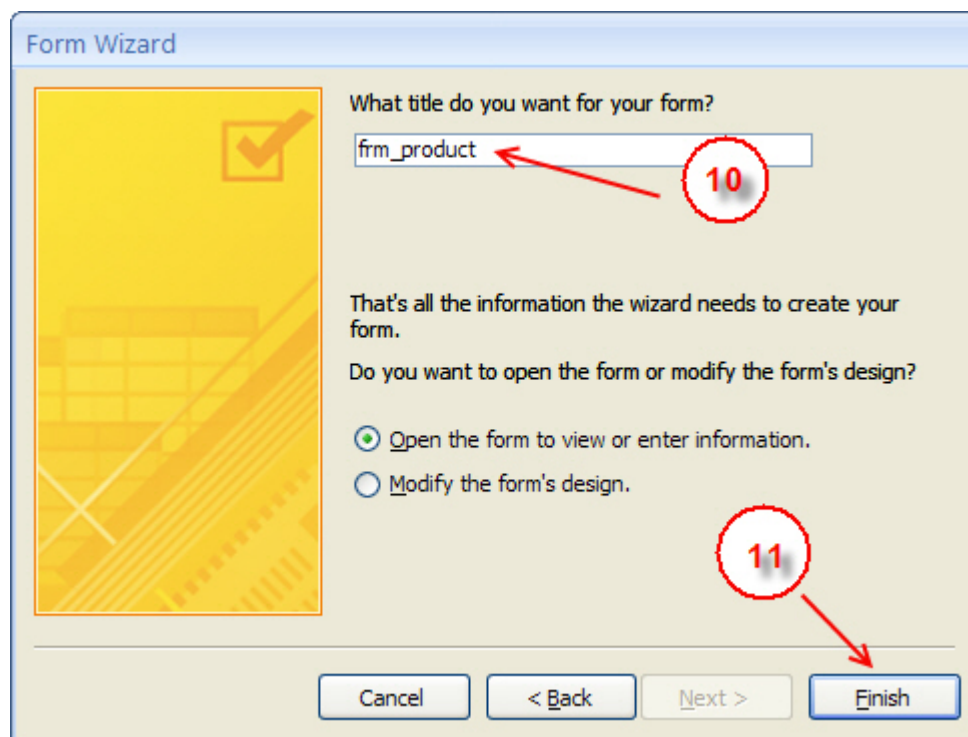 Form Wizard
What title do you want for your form?
frm_product
10
That's all the information the wizard needs to create your
form.
Do you want to open the form or modify the form's design?
Open the form to view or enter information.
Modify the form's design.
11
Cancel < Back Next > Finish